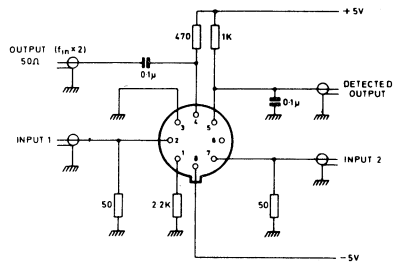 +5V
OUTPUT (fin × 2)
50Ω
470
1K
0·1μ
DETECTED
OUTPUT
0·1μ
3
4
5
INPUT 1
2
6
1
8
7
INPUT 2
50
2 2K
50
−5V